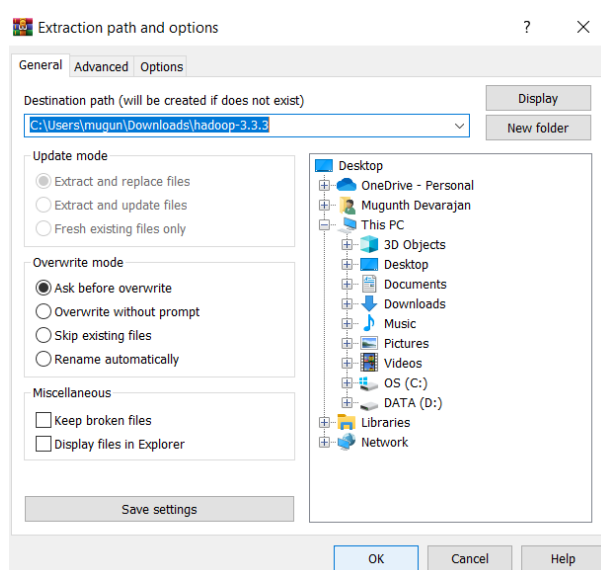 Extraction path and options
?
General Advanced Options
Destination path (will be created if does not exist)
Display
C:\Users\mugun\Downloads\hadoop-3.3.3
New folder
Update mode
Extract and replace files
Extract and update files
Fresh existing files only
Overwrite mode
Ask before overwrite
Overwrite without prompt
Skip existing files
Rename automatically
Miscellaneous
Keep broken files
Display files in Explorer
Save settings
Desktop
OneDrive - Personal
Mugunth Devarajan
This PC
3D Objects
Desktop
Documents
Downloads
Music
Pictures
Videos
OS (C:)
DATA (D:)
Libraries
Network
OK Cancel Help